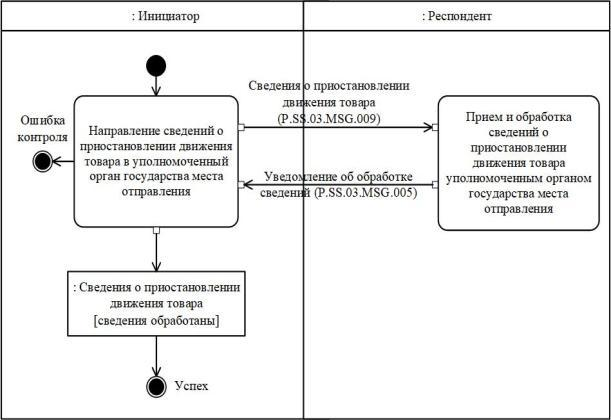 : Инициатор
: Респондент
Сведения о приостановлении
движения товара
(P.SS.03.MSG.009)
Ошибка
контроля
Направление сведений о
приостановлении движения
товара в уполномоченный
орган государства места
отправления
Прием и обработка
сведений о
приостановлении
движения товара
уполномоченным органом
государства места
отправления
Уведомление об обработке
сведений (P.SS.03.MSG.005)
: Сведения о приостановлении
движения товара
[сведения обработаны]
Успех